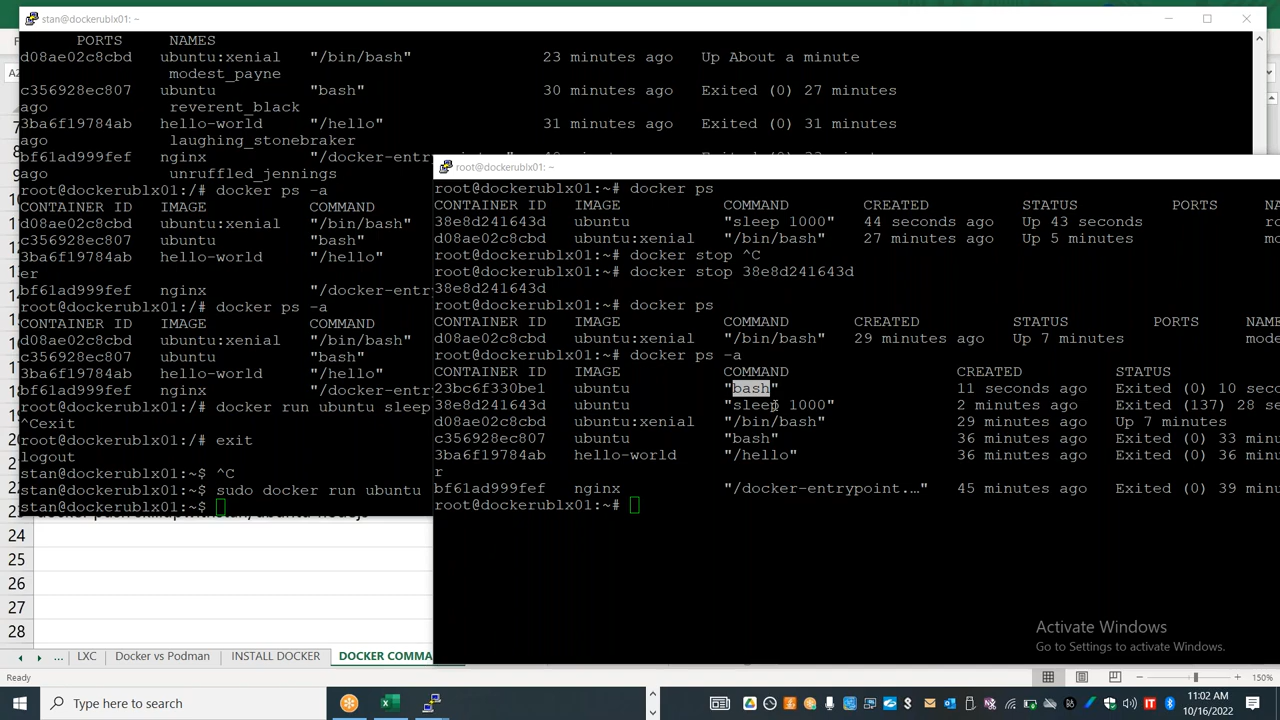 stan@dockerublx01: ~
PORTS     NAMES
d08ae02c8cbd   ubuntu:xenial   "/bin/bash"   23 minutes ago   Up About a minute
modest_payne
c356928ec807   ubuntu   "bash"   30 minutes ago   Exited (0) 27 minutes
ago   reverent_black
3ba6f19784ab   hello-world   "/hello"   31 minutes ago   Exited (0) 31 minutes
ago   laughing_stonebraker
bf61ad999fef   nginx
ago   unruffled_jennings
root@dockerublx01:/# docker ps -a
CONTAINER ID   IMAGE   COMMAND
d08ae02c8cbd   ubuntu:xenial   "/bin/bash"
c356928ec807   ubuntu   "bash"
3ba6f19784ab   hello-world   "/hello"
er
bf61ad999fef   nginx   "/docker-entry
root@dockerublx01:/# docker ps -a
CONTAINER ID   IMAGE   COMMAND
d08ae02c8cbd   ubuntu:xenial   "/bin/bash"
c356928ec807   ubuntu   "bash"
3ba6f19784ab   hello-world   "/hello"
bf61ad999fef   nginx   "/docker-entry
root@dockerublx01:/# docker run ubuntu sleep
^Cexit
root@dockerublx01:/# exit
logout
stan@dockerublx01:~$ ^C
stan@dockerublx01:~$ sudo docker run ubuntu
stan@dockerublx01:~$
root@dockerublx01: ~
root@dockerublx01:~# docker ps
CONTAINER ID   IMAGE   COMMAND   CREATED   STATUS   PORTS   NA
38e8d241643d   ubuntu   "sleep 1000"   44 seconds ago   Up 43 seconds   ro
d08ae02c8cbd   ubuntu:xenial   "/bin/bash"   27 minutes ago   Up 5 minutes   mo
root@dockerublx01:~# docker stop ^C
root@dockerublx01:~# docker stop 38e8d241643d
38e8d241643d
root@dockerublx01:~# docker ps
CONTAINER ID   IMAGE   COMMAND   CREATED   STATUS   PORTS   NAM
d08ae02c8cbd   ubuntu:xenial   "/bin/bash"   29 minutes ago   Up 7 minutes   mode
root@dockerublx01:~# docker ps -a
CONTAINER ID   IMAGE   COMMAND   CREATED   STATUS
23bc6f330be1   ubuntu   "bash"   11 seconds ago   Exited (0) 10 seco
38e8d241643d   ubuntu   "sleep 1000"   2 minutes ago   Exited (137) 28 se
d08ae02c8cbd   ubuntu:xenial   "/bin/bash"   29 minutes ago   Up 7 minutes
c356928ec807   ubuntu   "bash"   36 minutes ago   Exited (0) 33 min
3ba6f19784ab   hello-world   "/hello"   36 minutes ago   Exited (0) 36 min
r
bf61ad999fef   nginx   "/docker-entrypoint.…"   45 minutes ago   Exited (0) 39 min
root@dockerublx01:~#
24
25
26
27
28
Activate Windows
Go to Settings to activate Windows.
...   LXC   Docker vs Podman   INSTALL DOCKER   DOCKER COMMA
Ready
150%
Type here to search
11:02 AM
10/16/2022